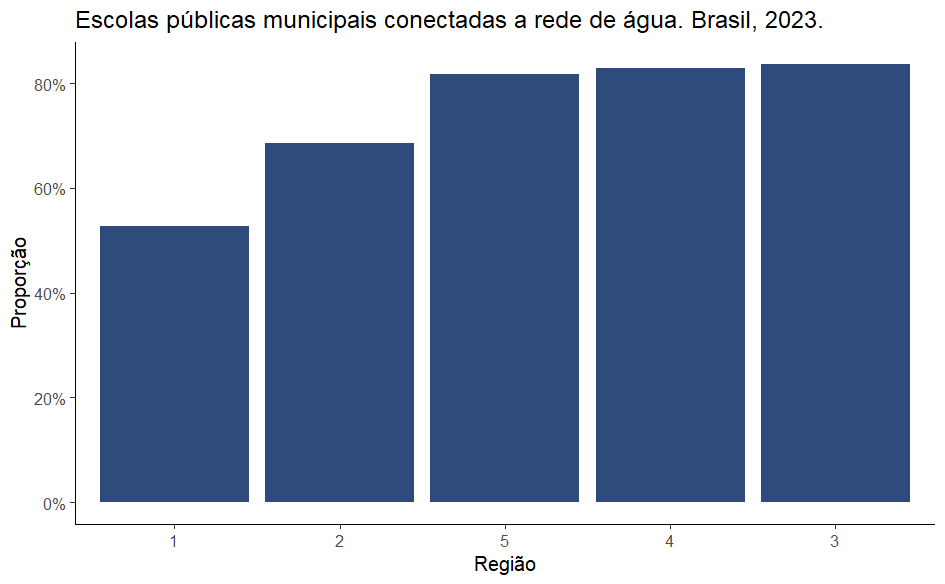 Escolas públicas municipais conectadas a rede de água. Brasil, 2023.
Proporção
80%
60%
40%
20%
0%
1 2 5 4 3
Região